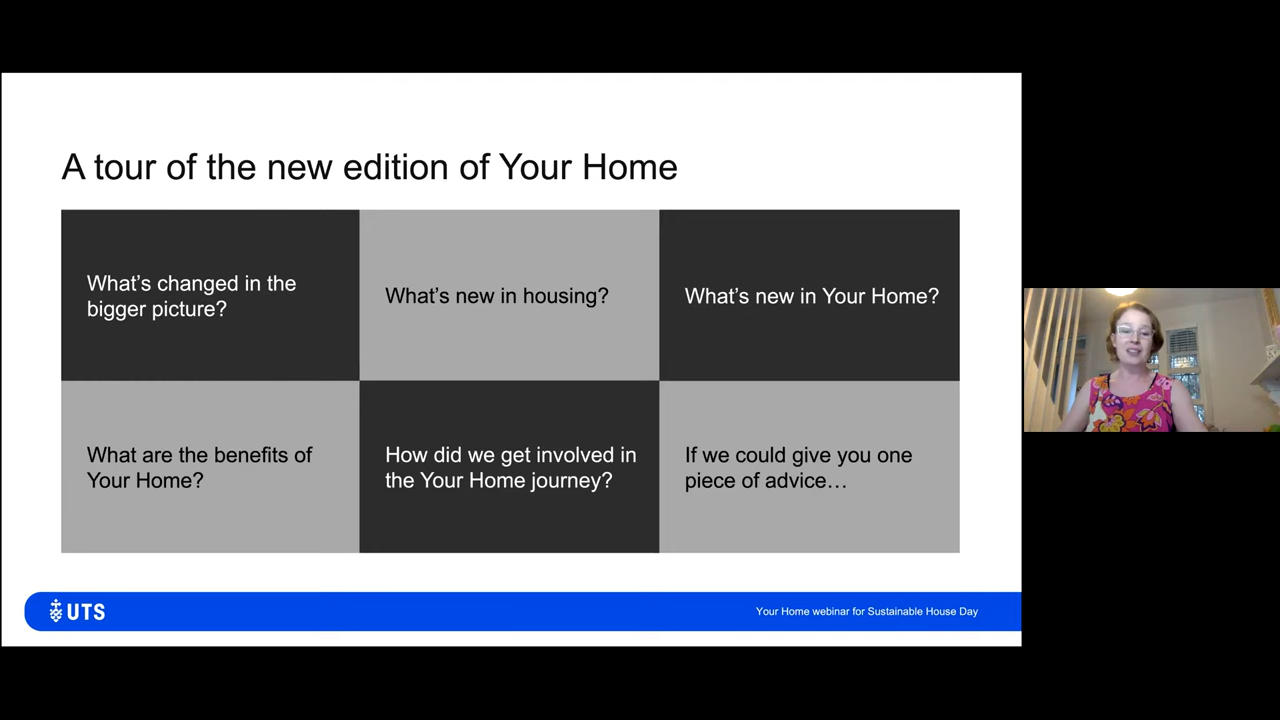 A tour of the new edition of Your Home
What’s changed in the
bigger picture?
What’s new in housing?
What’s new in Your Home?
What are the benefits of
Your Home?
How did we get involved in
the Your Home journey?
If we could give you one
piece of advice…
UTS
Your Home webinar for Sustainable House Day